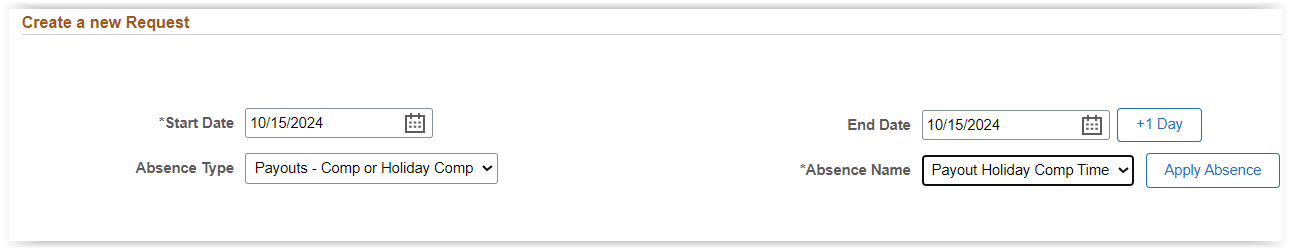 Create a new Request
*Start Date 10/15/2024 End Date 10/15/2024 +1 Day
Absence Type Payouts - Comp or Holiday Comp *Absence Name Payout Holiday Comp Time Apply Absence